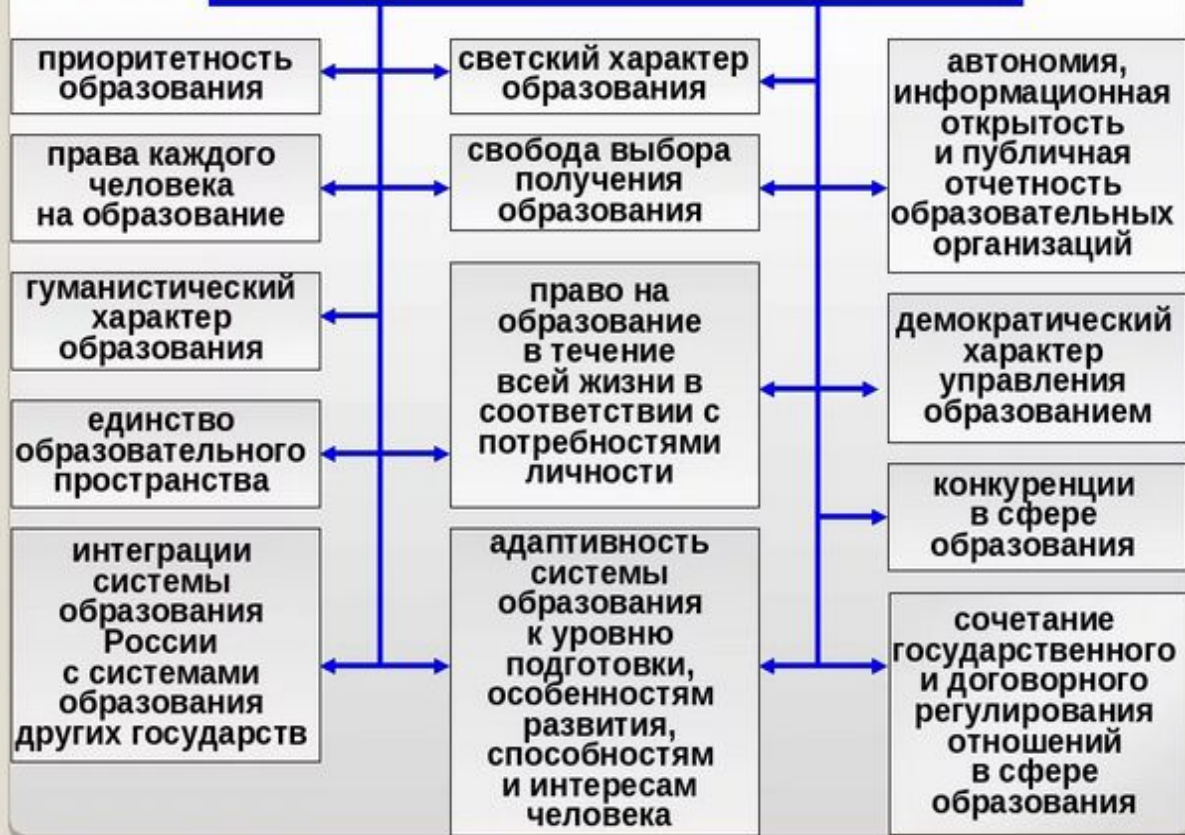 приоритетность
образования
права каждого
человека
на образование
гуманистический
характер
образования
единство
образовательного
пространства
интеграции
системы
образования
России
с системами
образования
других государств
светский характер
образования
свобода выбора
получения
образования
право на
образование
в течение
всей жизни в
соответствии с
потребностями
личности
адаптивность
системы
образования
к уровню
подготовки,
особенностям
развития,
способностям
и интересам
человека
автономия,
информационная
открытость
и публичная
отчетность
образовательных
организаций
демократический
характер
управления
образованием
конкуренции
в сфере
образования
сочетание
государственного
и договорного
регулирования
отношений
в сфере
образования